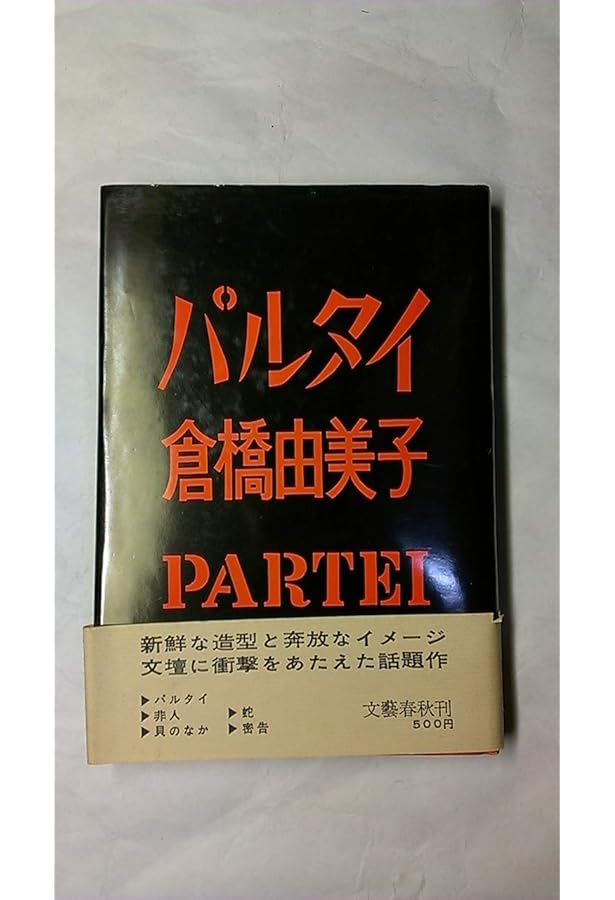 パルタイ
倉橋由美子
PARTEI
新鮮な造型と奔放なイメージ
文壇に衝撃をあたえた話題作
▶パルタイ
▶非人
▶貝のなか
▶蛇
▶密告
文藝春秋刊
500円